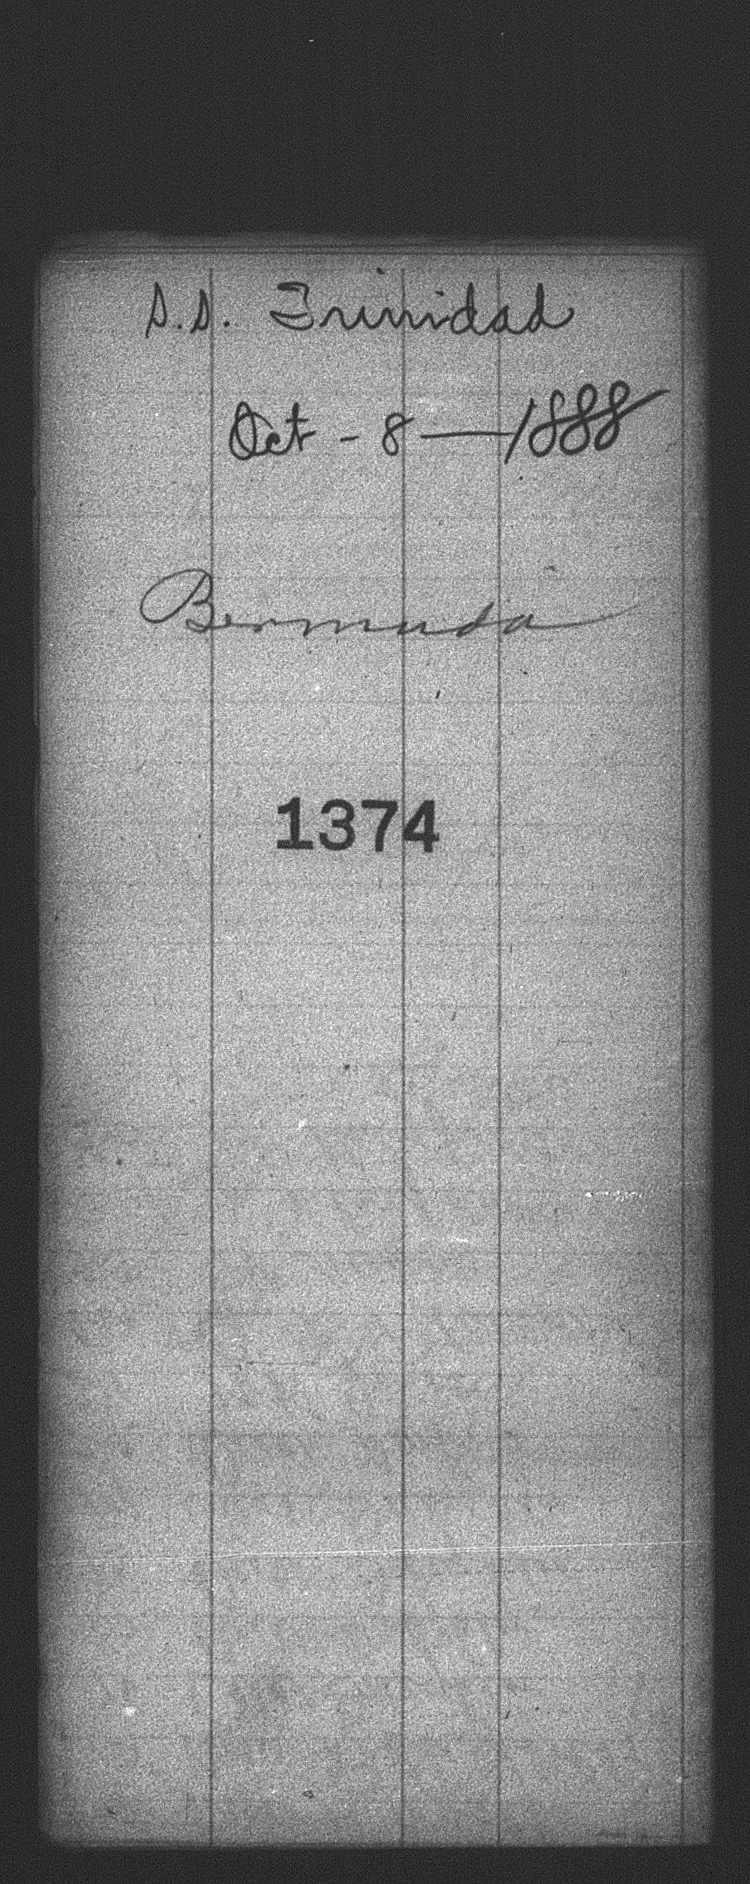 S.S. Trinidad
Oct - 8 — 1888
Bermuda
1374